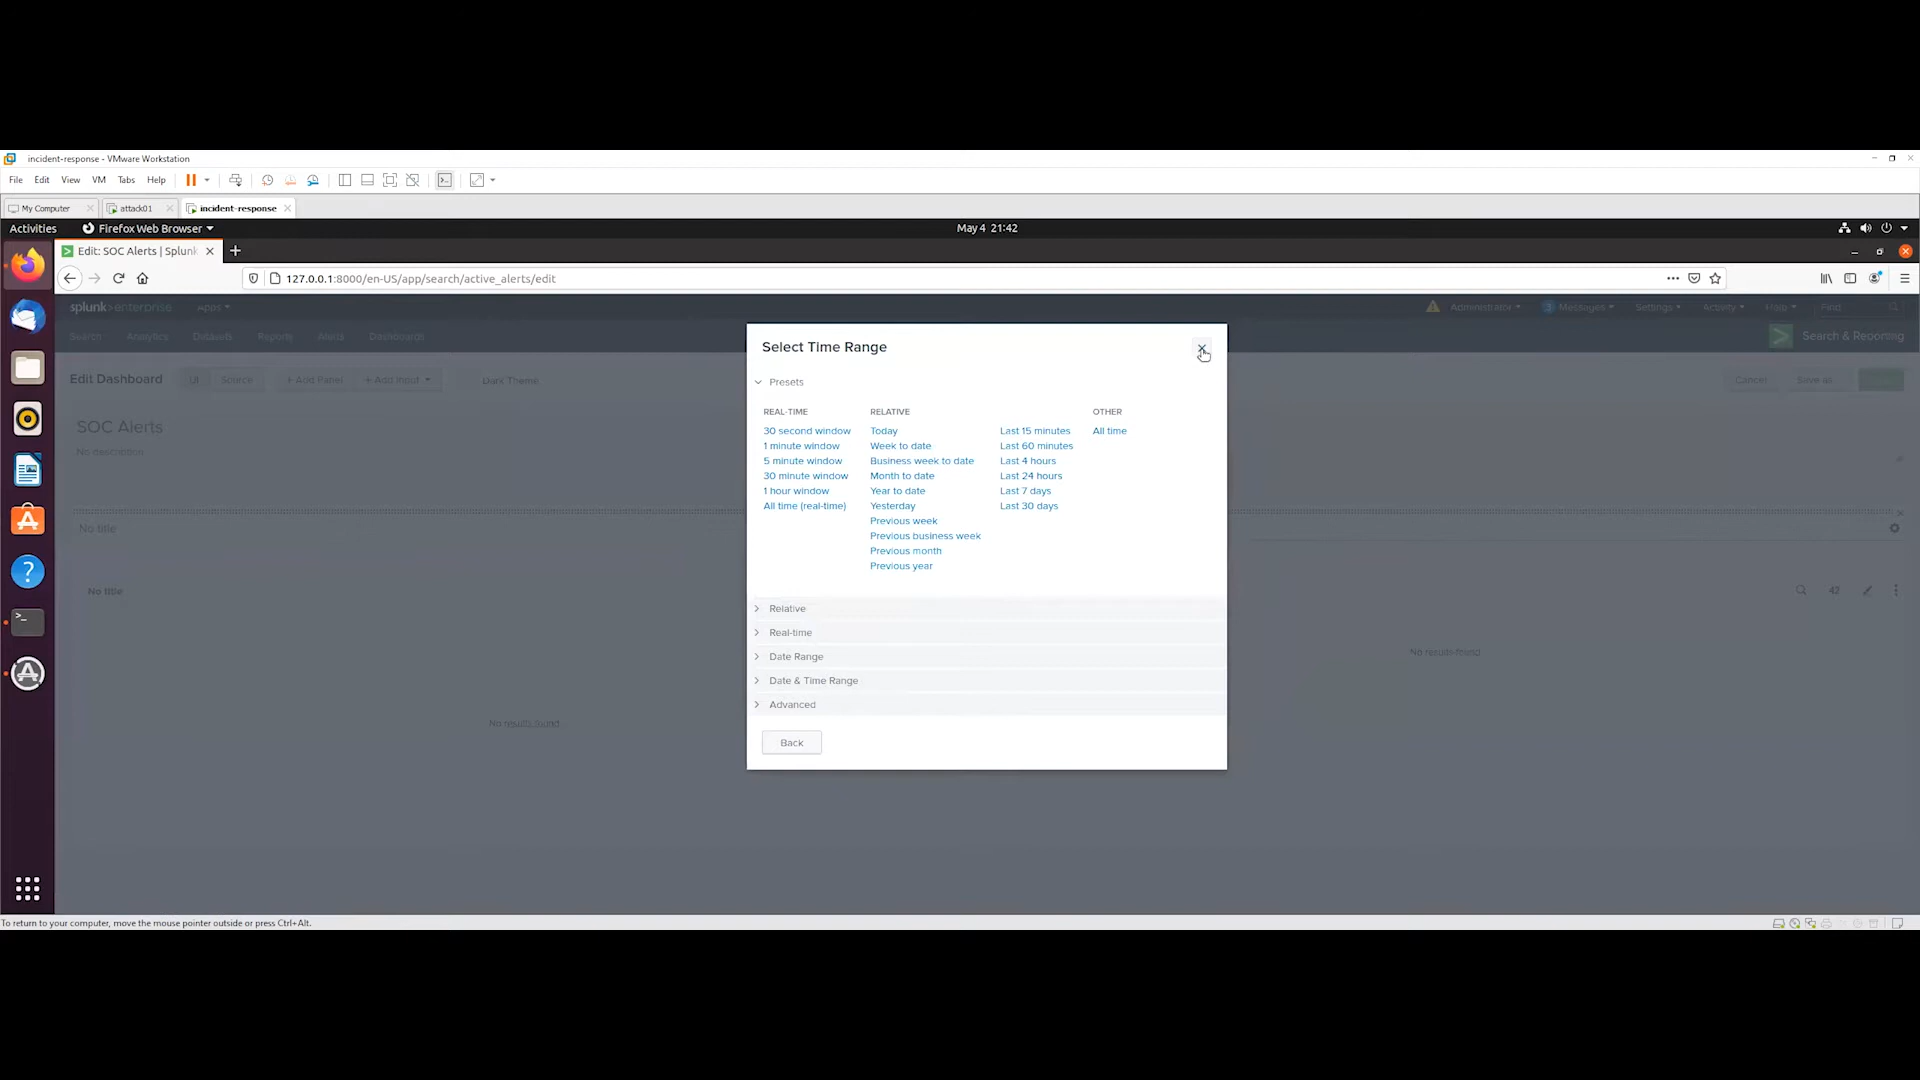 incident-response - VMware Workstation
File Edit View VM Tabs Help
My Computer attack01 incident-response
Activities Firefox Web Browser May 4 21:42
Edit: SOC Alerts | Splunk
127.0.0.1:8000/en-US/app/search/active_alerts/edit
splunk>enterprise Apps Administrator 3 Messages Settings Activity Help Find
Search Analytics Datasets Reports Alerts Dashboards Search & Reporting
Edit Dashboard UI Source + Add Panel + Add Input Dark Theme Cancel Save as
SOC Alerts
No description
No title
No title 42
No results found
No results found
Select Time Range
Presets
REAL-TIME RELATIVE OTHER
30 second window Today Last 15 minutes All time
1 minute window Week to date Last 60 minutes
5 minute window Business week to date Last 4 hours
30 minute window Month to date Last 24 hours
1 hour window Year to date Last 7 days
All time (real-time) Yesterday Last 30 days
Previous week
Previous business week
Previous month
Previous year
Relative
Real-time
Date Range
Date & Time Range
Advanced
Back
To return to your computer, move the mouse pointer outside or press Ctrl+Alt.